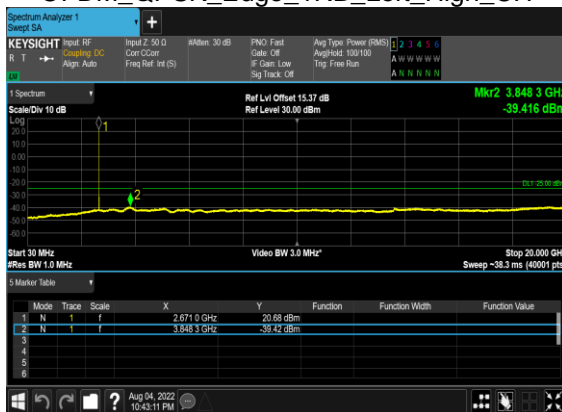 Spectrum Analyzer 1
Swept SA
KEYSIGHT Input: RF Input Z: 50 Ω #Atten: 30 dB PNO: Fast Avg Type: Power (RMS) 1 2 3 4 5 6
R T Coupling: DC Corr CCorr Gate: Off Avg|Hold: 100/100 A W W W W W
Align: Auto Freq Ref: Int (S) IF Gain: Low Trig: Free Run
Sig Track: Off A N N N N N
1 Spectrum Ref Lvl Offset 15.37 dB Mkr2 3.848 3 GH
Scale/Div 10 dB Ref Level 30.00 dBm -39.416 dBm
Log
20.0
10.0
0.00
-10.0
-20.0
-30.0
-40.0
-50.0
-60.0
1
2
Start 30 MHz Video BW 3.0 MHz* Stop 20.000 GH
#Res BW 1.0 MHz Sweep ~38.3 ms (40001 pts
5 Marker Table
Mode Trace Scale X Y Function Function Width Function Value
1 N 1 f 2.671 0 GHz 20.68 dBm
2 N 1 f 3.848 3 GHz -39.42 dBm
3
4
5
6
Aug 04, 2022
10:43:11 PM